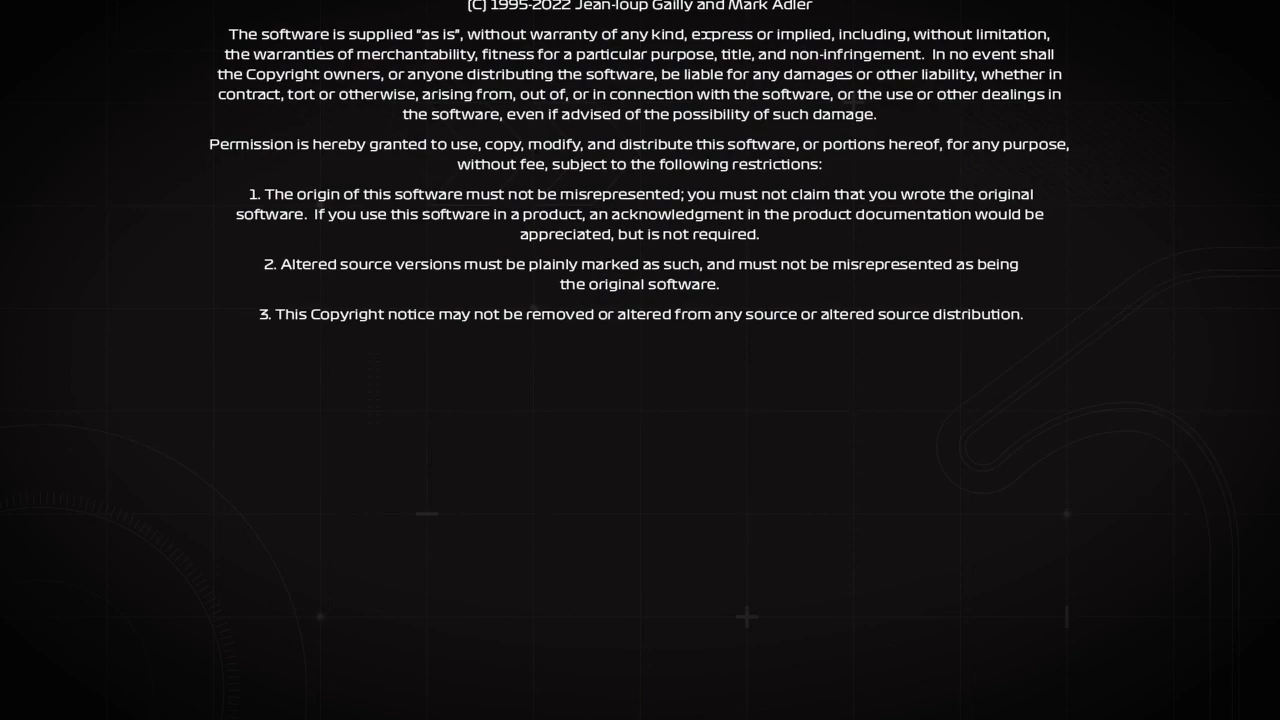 (C) 1995-2022 Jean-loup Gailly and Mark Adler
The software is supplied "as is", without warranty of any kind, express or implied, including, without limitation,
the warranties of merchantability, fitness for a particular purpose, title, and non-infringement.  In no event shall
the Copyright owners, or anyone distributing the software, be liable for any damages or other liability, whether in
contract, tort or otherwise, arising from, out of, or in connection with the software, or the use or other dealings in
the software, even if advised of the possibility of such damage.
Permission is hereby granted to use, copy, modify, and distribute this software, or portions hereof, for any purpose,
without fee, subject to the following restrictions:
1. The origin of this software must not be misrepresented; you must not claim that you wrote the original
software.  If you use this software in a product, an acknowledgment in the product documentation would be
appreciated, but is not required.
2. Altered source versions must be plainly marked as such, and must not be misrepresented as being
the original software.
3. This Copyright notice may not be removed or altered from any source or altered source distribution.